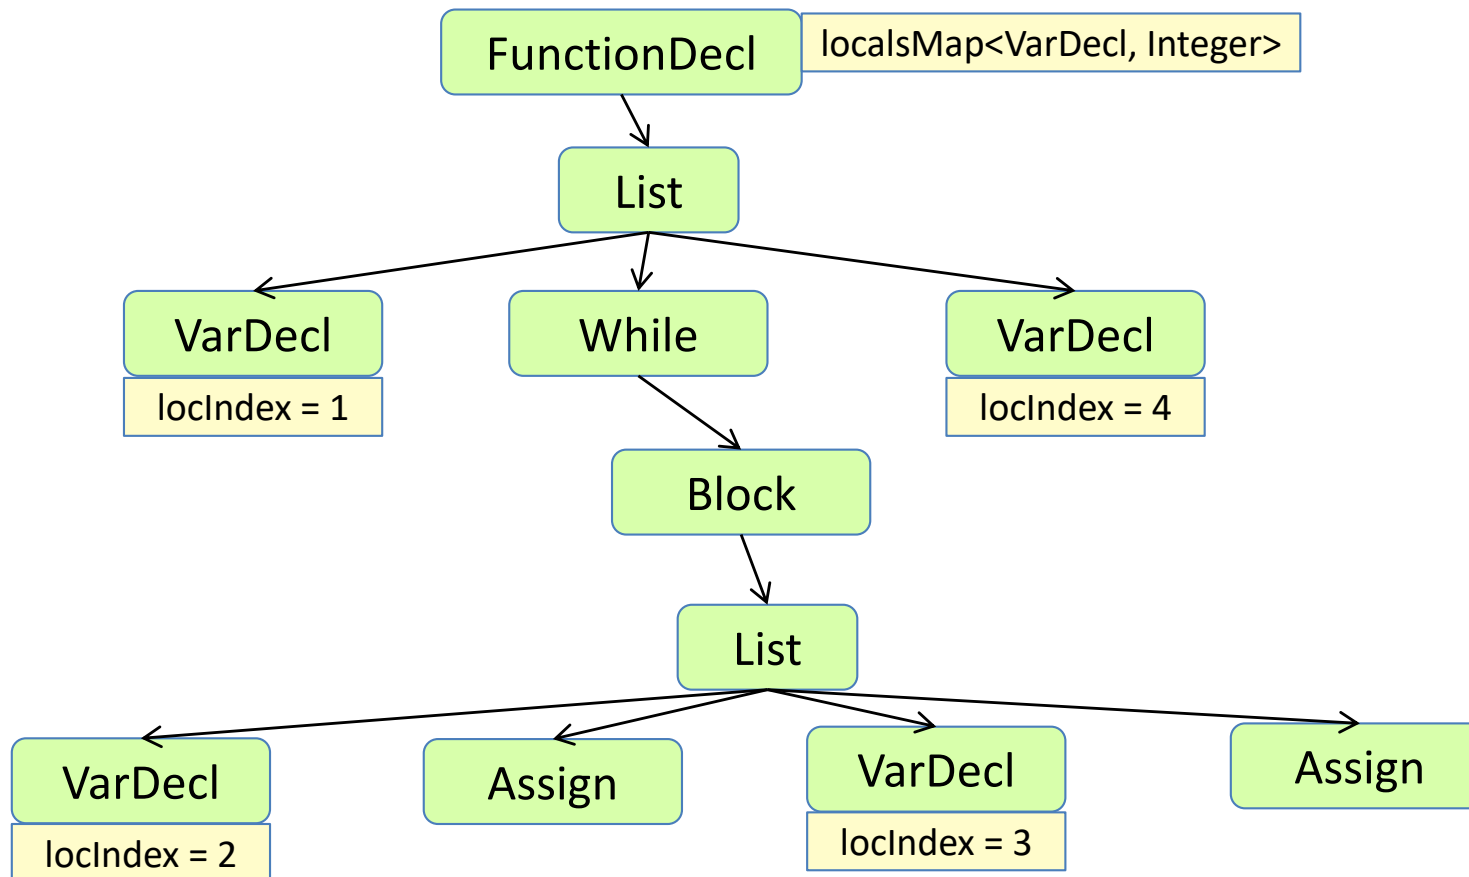 FunctionDecl
localsMap<VarDecl, Integer>
List
VarDecl
While
VarDecl
locIndex = 1
locIndex = 4
Block
List
VarDecl
Assign
VarDecl
Assign
locIndex = 2
locIndex = 3